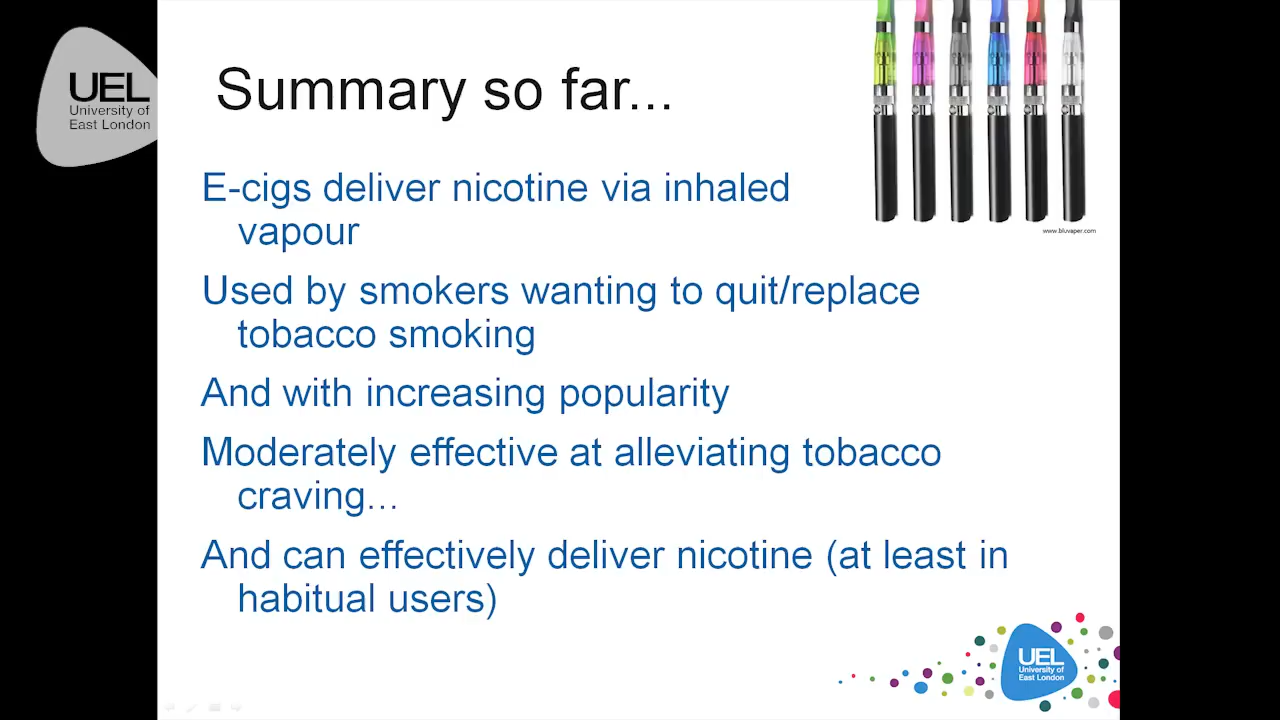 UEL
University of
East London
Summary so far...
www.bluvaper.com
E-cigs deliver nicotine via inhaled
vapour
Used by smokers wanting to quit/replace
tobacco smoking
And with increasing popularity
Moderately effective at alleviating tobacco
craving...
And can effectively deliver nicotine (at least in
habitual users)
UEL
University of
East London